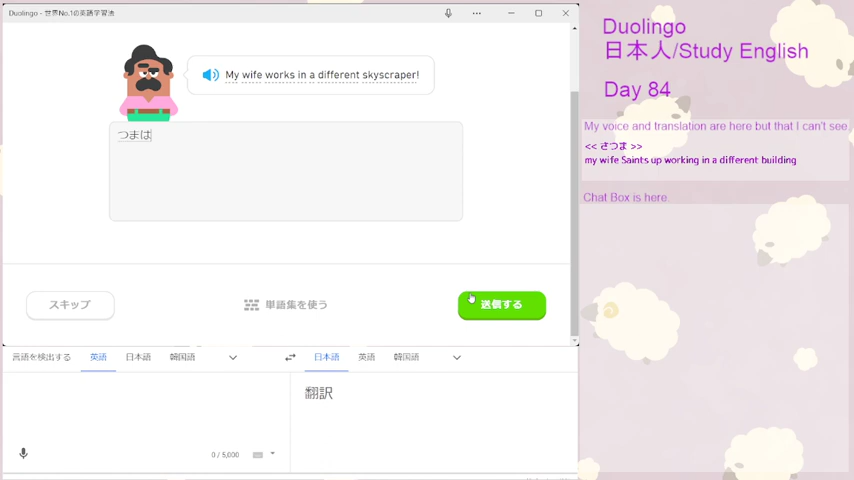 Duolingo - 世界No.1の英語学習法
My wife works in a different skyscraper!
つまは
スキップ
単語集を使う
送信する
言語を検出する 英語 日本語 韓国語
日本語 英語 韓国語
翻訳
0 / 5,000
Duolingo
日本人/Study English
Day 84
My voice and translation are here but that I can't see
<< さつま >>
my wife Saints up working in a different building
Chat Box is here.